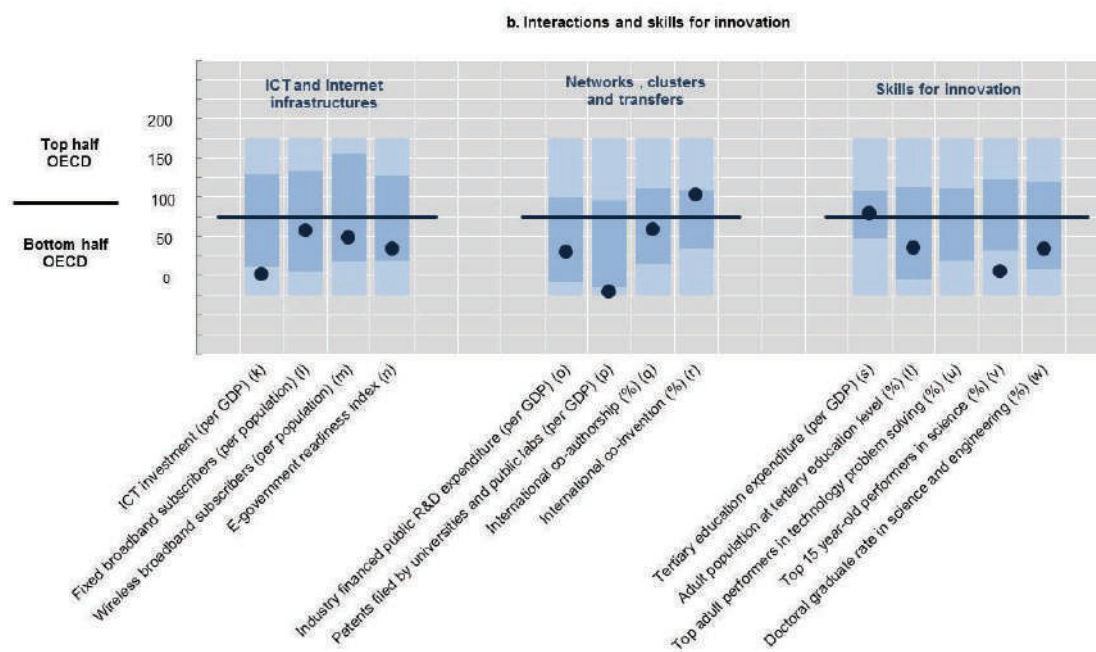 b. Interactions and skills for innovation
ICT and Internet
infrastructures
Networks , clusters
and transfers
Skills for innovation
200
150
100
50
0
Top half
OECD
Bottom half
OECD
ICT investment (per GDP) (k)
Fixed broadband subscribers (per population) (l)
Wireless broadband subscribers (per population) (m)
E-government readiness index (n)
Industry financed public R&D expenditure (per GDP) (o)
Patents filed by universities and public labs (per GDP) (p)
International co-authorship (%) (q)
International co-invention (%) (r)
Tertiary education expenditure (per GDP) (s)
Adult population at tertiary education level (%) (t)
Top adult performers in technology problem solving (%) (u)
Top 15 year-old performers in science (%) (v)
Doctoral graduate rate in science and engineering (%) (w)